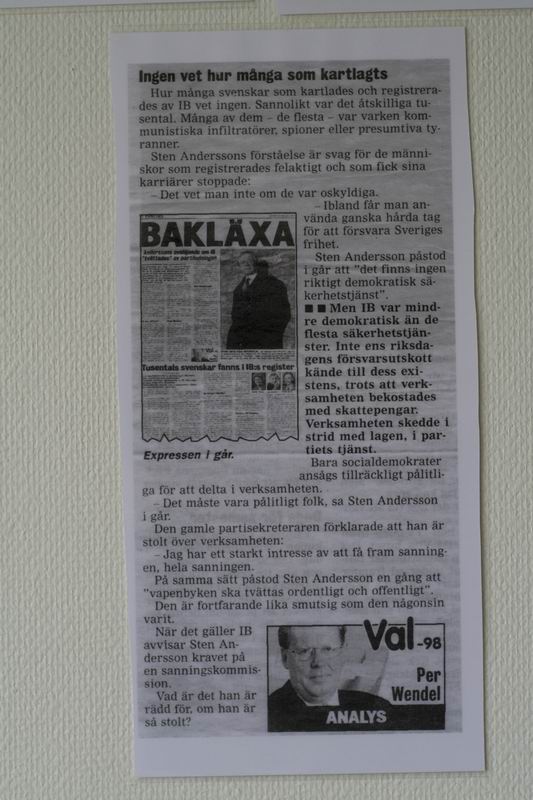 Ingen vet hur många som kartlagts
Hur många svenskar som kartlades och registrera-
des av IB vet ingen. Sannolikt var det åtskilliga tu-
sental. Många av dem – de flesta – var varken kom-
munistiska infiltratörer, spioner eller presumtiva ty-
ranner.
Sten Anderssons förståelse är svag för de männi-
skor som registrerades felaktigt och som fick sina
karriärer stoppade:
– Det vet man inte om de var oskyldiga.
– Ibland får man an-
vända ganska hårda tag
för att försvara Sveriges
frihet.
Sten Andersson påstod
i går att "det finns ingen
riktigt demokratisk sä-
kerhetstjänst".
■ ■ Men IB var mind-
re demokratisk än de
flesta säkerhetstjän-
ster. Inte ens riksda-
gens försvarsutskott
kände till dess exi-
stens, trots att verk-
samheten bekostades
med skattepengar.
Verksamheten skedde i
strid med lagen, i par-
tiets tjänst.
BAKLÄXA
Anderssons avslöjande om IB
"tvättades" av partiledningen
Tusentals svenskar fanns i IB:s register
Expressen i går.
Bara socialdemokrater
ansågs tillräckligt pålitli-
ga för att delta i verksamheten.
– Det måste vara pålitligt folk, sa Sten Andersson
i går.
Den gamle partisekreteraren förklarade att han är
stolt över verksamheten:
– Jag har ett starkt intresse av att få fram sanning-
en, hela sanningen.
På samma sätt påstod Sten Andersson en gång att
"vapenbyken ska tvättas ordentligt och offentligt".
Den är fortfarande lika smutsig som den någonsin
varit.
När det gäller IB
avvisar Sten An-
dersson kravet på
en sanningskommis-
sion.
Vad är det han är
rädd för, om han är
så stolt?
Val -98
Per
Wendel
ANALYS